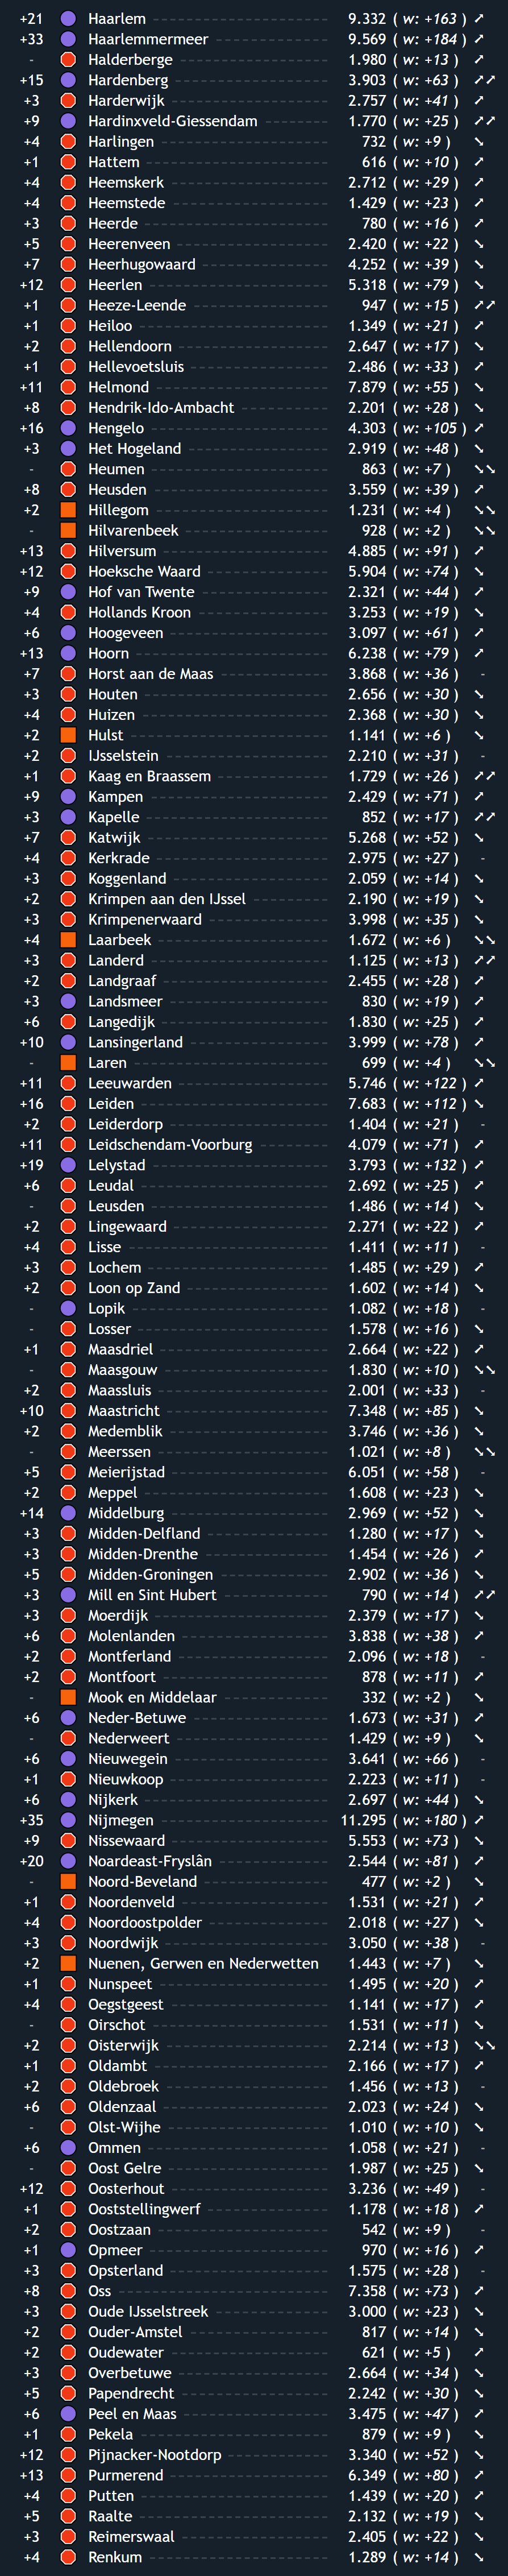 +21 Haarlem 9.332 ( w: +163 ) ➚
+33 Haarlemmermeer 9.569 ( w: +184 ) ➚
- Halderberge 1.980 ( w: +13 ) ➚
+15 Hardenberg 3.903 ( w: +63 ) ➚➚
+3 Harderwijk 2.757 ( w: +41 ) ➚
+9 Hardinxveld-Giessendam 1.770 ( w: +25 ) ➚➚
+4 Harlingen 732 ( w: +9 ) ➘
+1 Hattem 616 ( w: +10 ) ➚
+4 Heemskerk 2.712 ( w: +29 ) ➚
+4 Heemstede 1.429 ( w: +23 ) ➚
+3 Heerde 780 ( w: +16 ) ➚
+5 Heerenveen 2.420 ( w: +22 ) ➘
+7 Heerhugowaard 4.252 ( w: +39 ) ➘
+12 Heerlen 5.318 ( w: +79 ) ➘
+1 Heeze-Leende 947 ( w: +15 ) ➚➚
+1 Heiloo 1.349 ( w: +21 ) ➚
+2 Hellendoorn 2.647 ( w: +17 ) ➘
+1 Hellevoetsluis 2.486 ( w: +33 ) ➚
+11 Helmond 7.879 ( w: +55 ) ➘
+8 Hendrik-Ido-Ambacht 2.201 ( w: +28 ) ➘
+16 Hengelo 4.303 ( w: +105 ) ➚
+3 Het Hogeland 2.919 ( w: +48 ) ➘
- Heumen 863 ( w: +7 ) ➘➘
+8 Heusden 3.559 ( w: +39 ) ➚
+2 Hillegom 1.231 ( w: +4 ) ➘➘
- Hilvarenbeek 928 ( w: +2 ) ➘➘
+13 Hilversum 4.885 ( w: +91 ) ➚
+12 Hoeksche Waard 5.904 ( w: +74 ) ➘
+9 Hof van Twente 2.321 ( w: +44 ) ➚
+4 Hollands Kroon 3.253 ( w: +19 ) ➘
+6 Hoogeveen 3.097 ( w: +61 ) ➚
+13 Hoorn 6.238 ( w: +79 ) ➚
+7 Horst aan de Maas 3.868 ( w: +36 ) -
+3 Houten 2.656 ( w: +30 ) ➘
+4 Huizen 2.368 ( w: +30 ) ➘
+2 Hulst 1.141 ( w: +6 ) ➘
+2 IJsselstein 2.210 ( w: +31 ) -
+1 Kaag en Braassem 1.729 ( w: +26 ) ➚➚
+9 Kampen 2.429 ( w: +71 ) ➚
+3 Kapelle 852 ( w: +17 ) ➚➚
+7 Katwijk 5.268 ( w: +52 ) ➘
+4 Kerkrade 2.975 ( w: +27 ) -
+3 Koggenland 2.059 ( w: +14 ) ➘
+2 Krimpen aan den IJssel 2.190 ( w: +19 ) ➘
+3 Krimpenerwaard 3.998 ( w: +35 ) ➘
+4 Laarbeek 1.672 ( w: +6 ) ➘➘
+3 Landerd 1.125 ( w: +13 ) ➚➚
+2 Landgraaf 2.455 ( w: +28 ) ➚
+3 Landsmeer 830 ( w: +19 ) ➚
+6 Langedijk 1.830 ( w: +25 ) ➚
+10 Lansingerland 3.999 ( w: +78 ) ➚
- Laren 699 ( w: +4 ) ➘➘
+11 Leeuwarden 5.746 ( w: +122 ) ➚
+16 Leiden 7.683 ( w: +112 ) ➘
+2 Leiderdorp 1.404 ( w: +21 ) -
+11 Leidschendam-Voorburg 4.079 ( w: +71 ) ➚
+19 Lelystad 3.793 ( w: +132 ) ➚
+6 Leudal 2.692 ( w: +25 ) ➚
- Leusden 1.486 ( w: +14 ) ➘
+2 Lingewaard 2.271 ( w: +22 ) ➚
+4 Lisse 1.411 ( w: +11 ) -
+3 Lochem 1.485 ( w: +29 ) ➚
+2 Loon op Zand 1.602 ( w: +14 ) ➘
- Lopik 1.082 ( w: +18 ) -
- Losser 1.578 ( w: +16 ) ➘
+1 Maasdriel 2.664 ( w: +22 ) ➚
- Maasgouw 1.830 ( w: +10 ) ➘➘
+2 Maassluis 2.001 ( w: +33 ) -
+10 Maastricht 7.348 ( w: +85 ) ➘
+2 Medemblik 3.746 ( w: +36 ) ➘
- Meerssen 1.021 ( w: +8 ) ➘➘
+5 Meierijstad 6.051 ( w: +58 ) -
+2 Meppel 1.608 ( w: +23 ) ➘
+14 Middelburg 2.969 ( w: +52 ) ➘
+3 Midden-Delfland 1.280 ( w: +17 ) ➘
+3 Midden-Drenthe 1.454 ( w: +26 ) ➚
+5 Midden-Groningen 2.902 ( w: +36 ) ➘
+3 Mill en Sint Hubert 790 ( w: +14 ) ➚➚
+3 Moerdijk 2.379 ( w: +17 ) ➘
+6 Molenlanden 3.838 ( w: +38 ) ➚
+2 Montferland 2.096 ( w: +18 ) -
+2 Montfoort 878 ( w: +11 ) ➚
- Mook en Middelaar 332 ( w: +2 ) ➘
+6 Neder-Betuwe 1.673 ( w: +31 ) ➚
- Nederweert 1.429 ( w: +9 ) ➘
+6 Nieuwegein 3.641 ( w: +66 ) -
+1 Nieuwkoop 2.223 ( w: +11 ) -
+6 Nijkerk 2.697 ( w: +44 ) ➘
+35 Nijmegen 11.295 ( w: +180 ) ➚
+9 Nissewaard 5.553 ( w: +73 ) ➘
+20 Noardeast-Fryslân 2.544 ( w: +81 ) ➚
- Noord-Beveland 477 ( w: +2 ) ➘
+1 Noordenveld 1.531 ( w: +21 ) ➚
+4 Noordoostpolder 2.018 ( w: +27 ) ➘
+3 Noordwijk 3.050 ( w: +38 ) -
+2 Nuenen, Gerwen en Nederwetten 1.443 ( w: +7 ) ➘
+1 Nunspeet 1.495 ( w: +20 ) ➚
+4 Oegstgeest 1.141 ( w: +17 ) ➚
- Oirschot 1.531 ( w: +11 ) ➘
+2 Oisterwijk 2.214 ( w: +13 ) ➘➘
+1 Oldambt 2.166 ( w: +17 ) ➚
+2 Oldebroek 1.456 ( w: +13 ) -
+6 Oldenzaal 2.023 ( w: +24 ) ➘
- Olst-Wijhe 1.010 ( w: +10 ) ➘
+6 Ommen 1.058 ( w: +21 ) -
- Oost Gelre 1.987 ( w: +25 ) ➘
+12 Oosterhout 3.236 ( w: +49 ) -
+1 Ooststellingwerf 1.178 ( w: +18 ) ➚
+2 Oostzaan 542 ( w: +9 ) -
+1 Opmeer 970 ( w: +16 ) ➚
+3 Opsterland 1.575 ( w: +28 ) -
+8 Oss 7.358 ( w: +73 ) ➚
+3 Oude IJsselstreek 3.000 ( w: +23 ) ➘
+2 Ouder-Amstel 817 ( w: +14 ) ➘
+2 Oudewater 621 ( w: +5 ) ➚
+3 Overbetuwe 2.664 ( w: +34 ) ➘
+5 Papendrecht 2.242 ( w: +30 ) ➘
+6 Peel en Maas 3.475 ( w: +47 ) ➚
+1 Pekela 879 ( w: +9 ) ➘
+12 Pijnacker-Nootdorp 3.340 ( w: +52 ) ➘
+13 Purmerend 6.349 ( w: +80 ) ➚
+4 Putten 1.439 ( w: +20 ) ➚
+5 Raalte 2.132 ( w: +19 ) ➘
+3 Reimerswaal 2.405 ( w: +22 ) ➘
+4 Renkum 1.289 ( w: +14 ) ➘